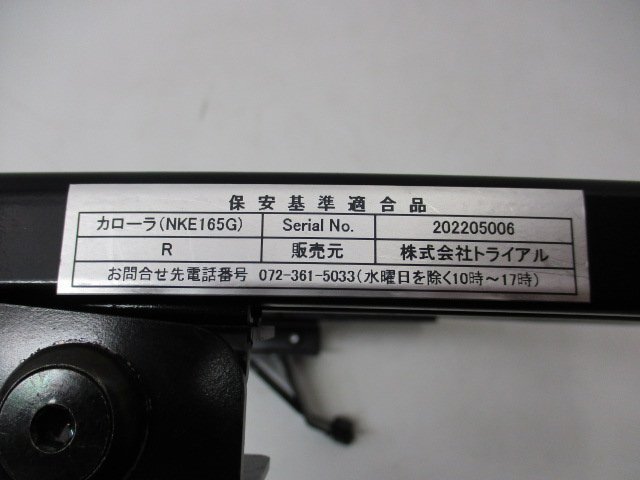 保安基準適合品
カローラ(NKE165G) Serial No. 202205006
R 販売元 株式会社トライアル
お問合せ先電話番号 072-361-5033(水曜日を除く10時～17時)